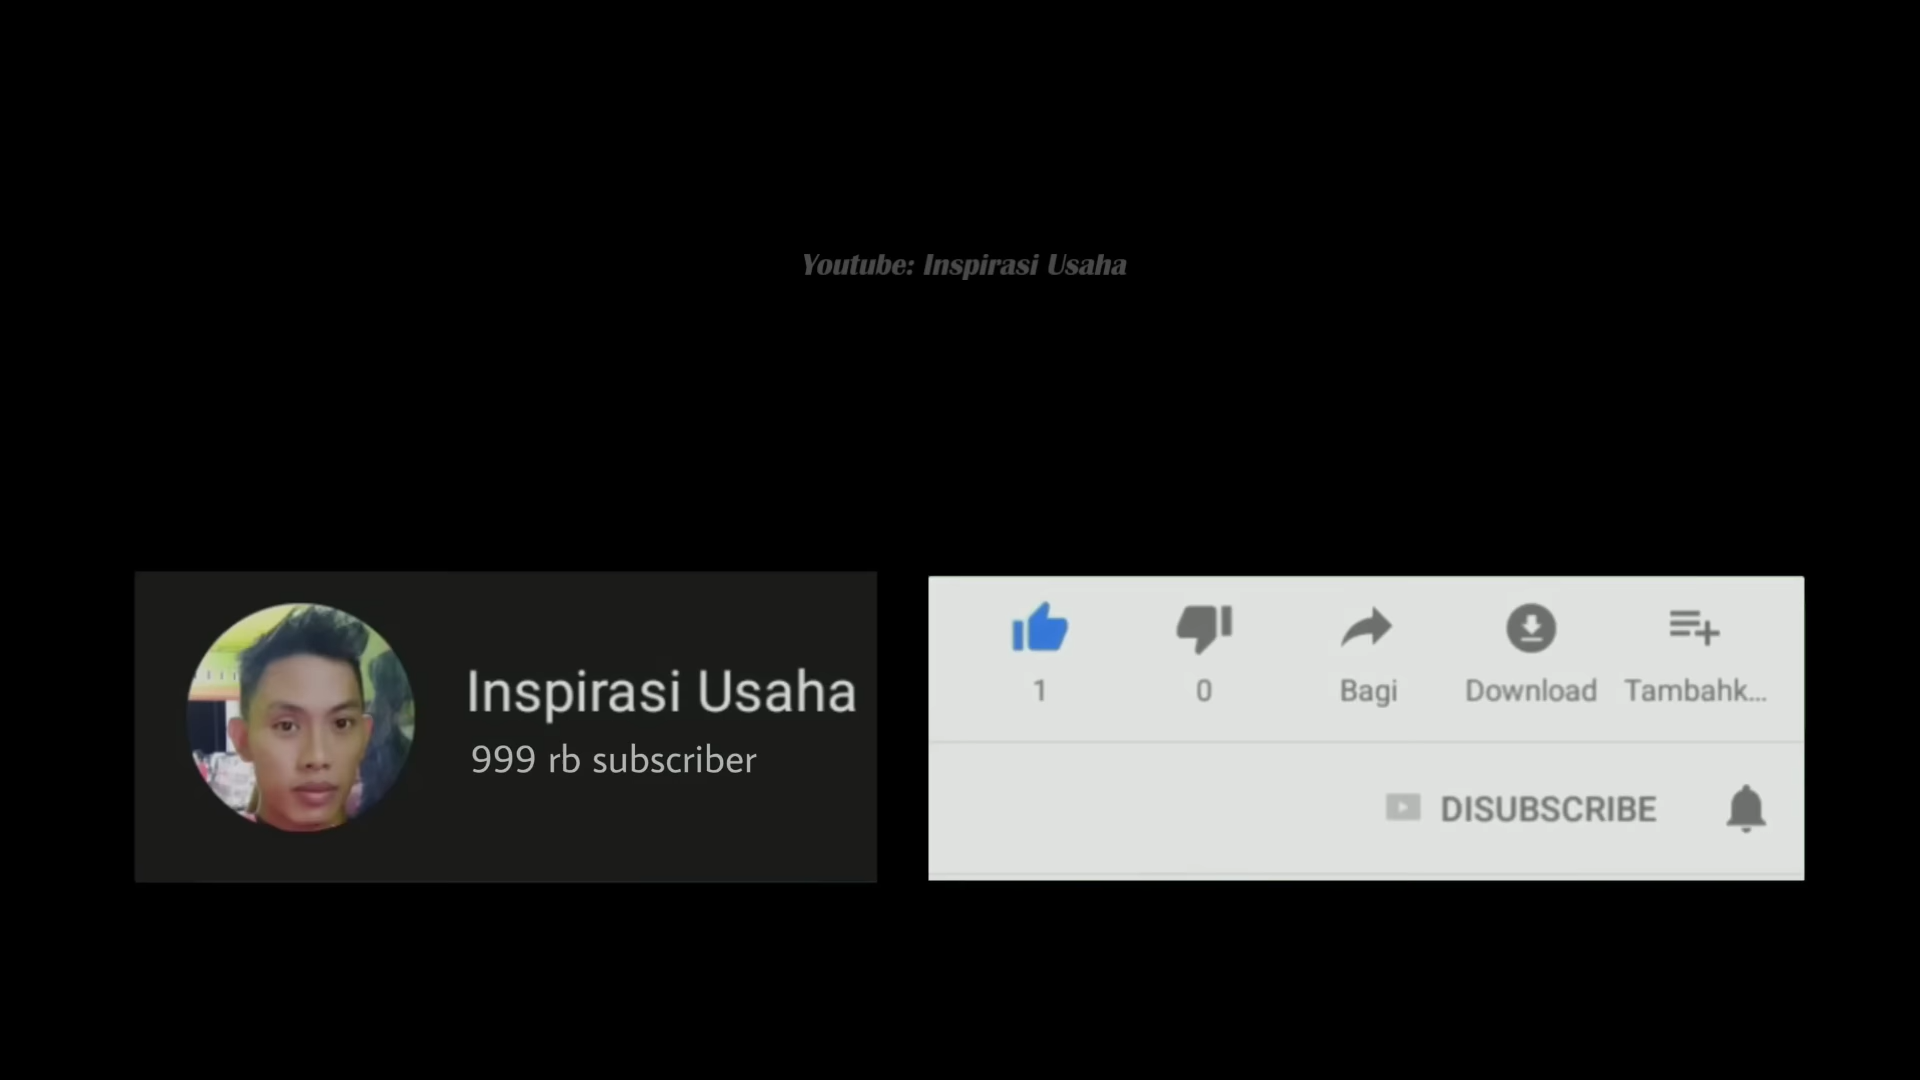 Youtube: Inspirasi Usaha
Inspirasi Usaha
999 rb subscriber
1
0
Bagi
Download
Tambahk...
DISUBSCRIBE